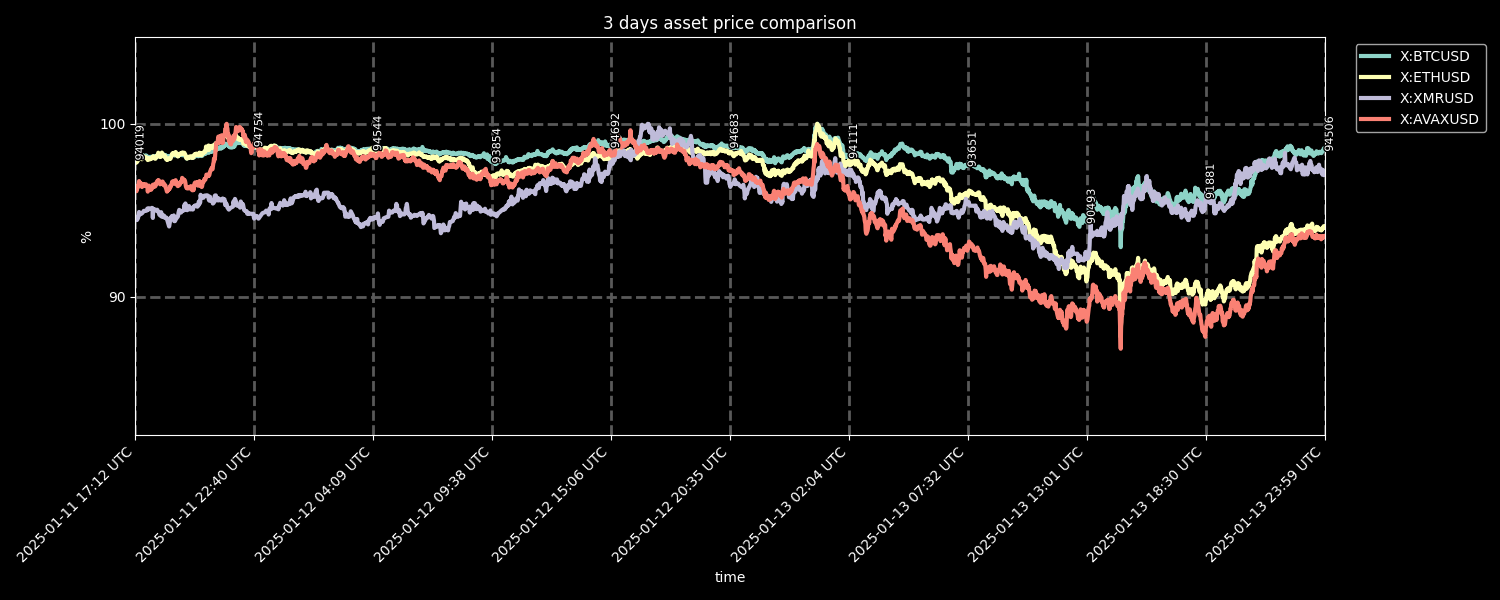 3 days asset price comparison
X:BTCUSD
X:ETHUSD
X:XMRUSD
X:AVAXUSD
100
90
%
94019
94754
94544
93854
94692
94683
94111
93651
90493
91881
94506
2025-01-11 17:12 UTC
2025-01-11 22:40 UTC
2025-01-12 04:09 UTC
2025-01-12 09:38 UTC
2025-01-12 15:06 UTC
2025-01-12 20:35 UTC
2025-01-13 02:04 UTC
2025-01-13 07:32 UTC
2025-01-13 13:01 UTC
2025-01-13 18:30 UTC
2025-01-13 23:59 UTC
time